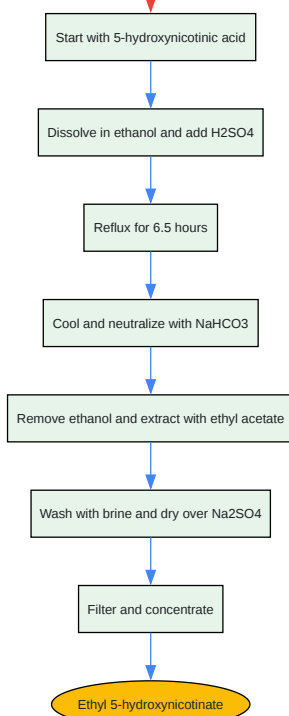 Start with 5-hydroxynicotinic acid
Dissolve in ethanol and add H2SO4
Reflux for 6.5 hours
Cool and neutralize with NaHCO3
Remove ethanol and extract with ethyl acetate
Wash with brine and dry over Na2SO4
Filter and concentrate
Ethyl 5-hydroxynicotinate